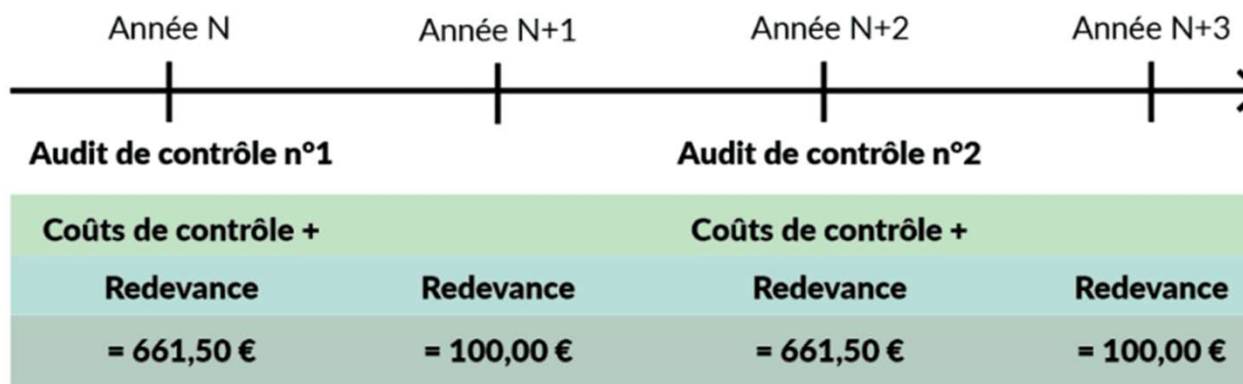 Année N Année N+1 Année N+2 Année N+3
Audit de contrôle n°1 Audit de contrôle n°2
Coûts de contrôle + Coûts de contrôle +
Redevance Redevance Redevance Redevance
= 661,50 € = 100,00 € = 661,50 € = 100,00 €